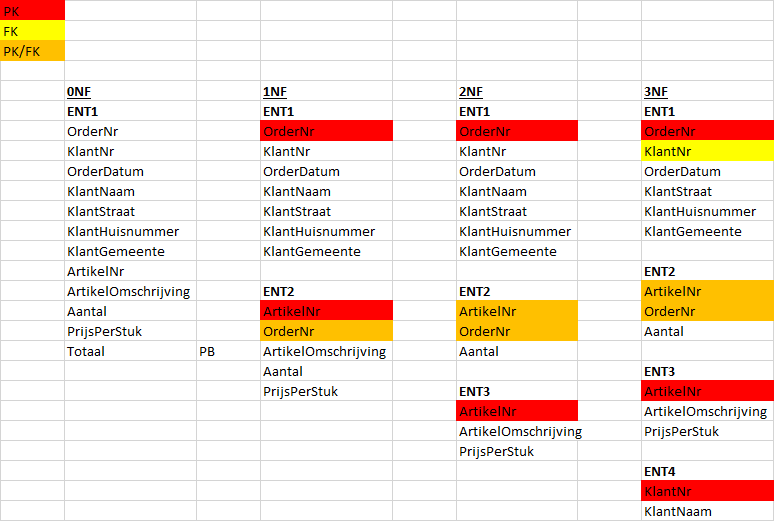 PK
FK
PK/FK
0NF 1NF 2NF 3NF
ENT1 ENT1 ENT1 ENT1
OrderNr OrderNr OrderNr OrderNr
KlantNr KlantNr KlantNr KlantNr
OrderDatum OrderDatum OrderDatum OrderDatum
KlantNaam KlantNaam KlantNaam KlantStraat
KlantStraat KlantStraat KlantStraat KlantHuisnummer
KlantHuisnummer KlantHuisnummer KlantHuisnummer KlantGemeente
KlantGemeente KlantGemeente KlantGemeente
ArtikelNr ENT2
ArtikelOmschrijving ENT2 ENT2 ArtikelNr
Aantal ArtikelNr ArtikelNr OrderNr
PrijsPerStuk OrderNr OrderNr Aantal
Totaal PB ArtikelOmschrijving Aantal
Aantal ENT3
PrijsPerStuk ENT3 ArtikelNr
ArtikelNr ArtikelOmschrijving
ArtikelOmschrijving PrijsPerStuk
PrijsPerStuk
ENT4
KlantNr
KlantNaam